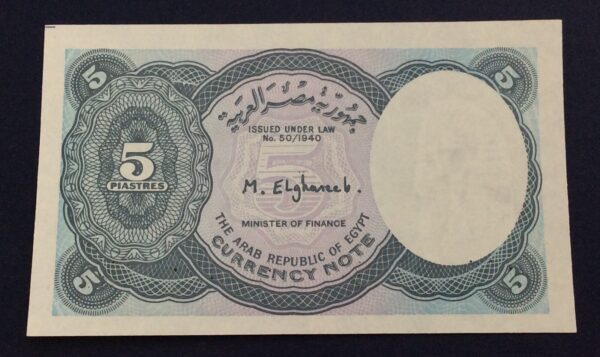 5
5
جمهورية مصر العربية
ISSUED UNDER LAW
No. 50/1940
5
PIASTRES
5
M. Elghareeb.
MINISTER OF FINANCE
THE ARAB REPUBLIC OF EGYPT
CURRENCY NOTE
5
5